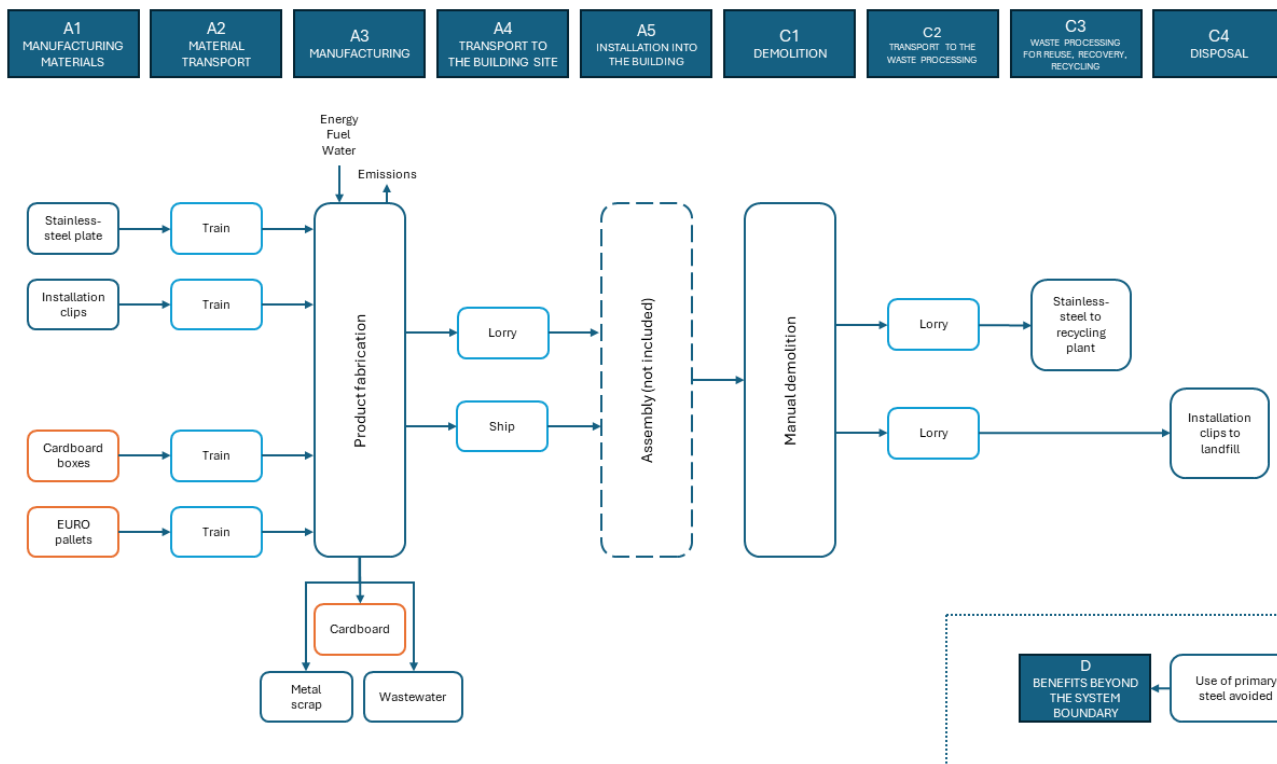 A1
MANUFACTURING
MATERIALS
A2
MATERIAL
TRANSPORT
A3
MANUFACTURING
A4
TRANSPORT TO
THE BUILDING SITE
A5
INSTALLATION INTO
THE BUILDING
C1
DEMOLITION
C2
TRANSPORT TO THE
WASTE PROCESSING
C3
WASTE PROCESSING
FOR REUSE, RECOVERY,
RECYCLING
C4
DISPOSAL
Energy
Fuel
Water
Emissions
Stainless-
steel plate
Train
Installation
clips
Train
Cardboard
boxes
Train
EURO
pallets
Train
Product fabrication
Lorry
Ship
Assembly (not included)
Manual demolition
Lorry
Stainless-
steel to
recycling
plant
Lorry
Installation
clips to
landfill
Cardboard
Metal
scrap
Wastewater
D
BENEFITS BEYOND
THE SYSTEM
BOUNDARY
Use of primary
steel avoided